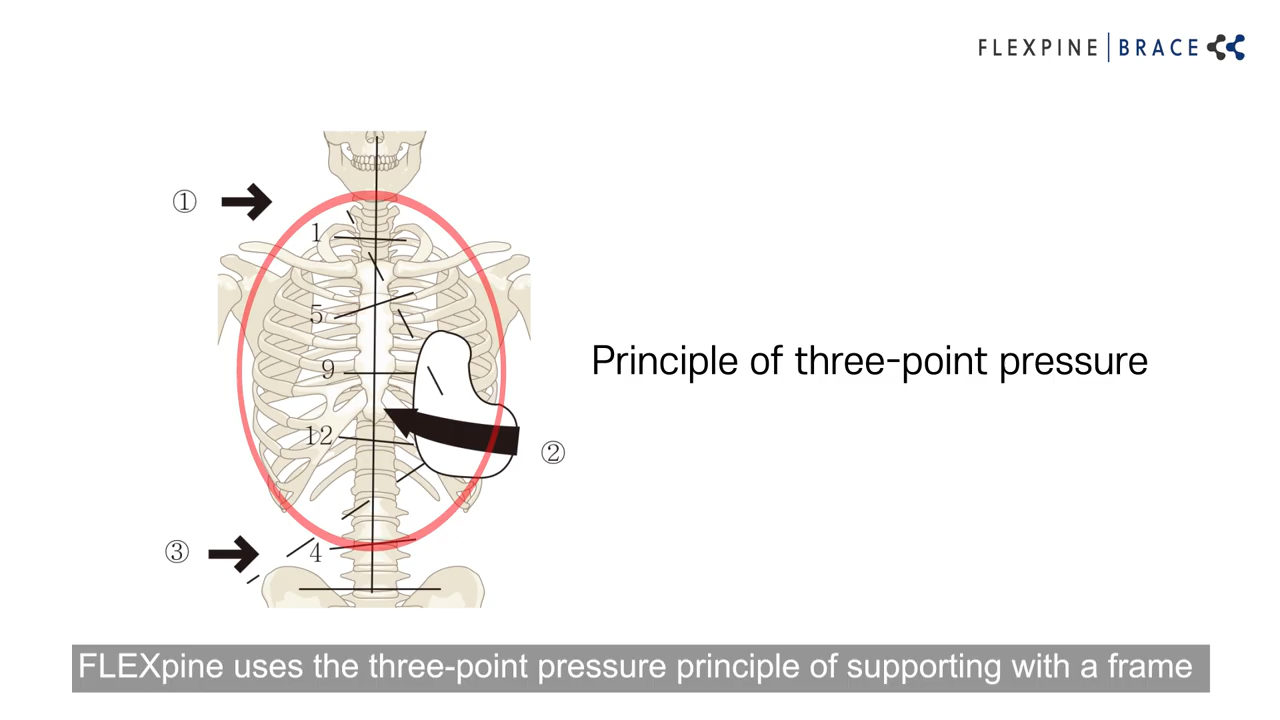 FLEXPINE BRACE
①
1
5
9
12
②
③
4
Principle of three-point pressure
FLEXpine uses the three-point pressure principle of supporting with a frame